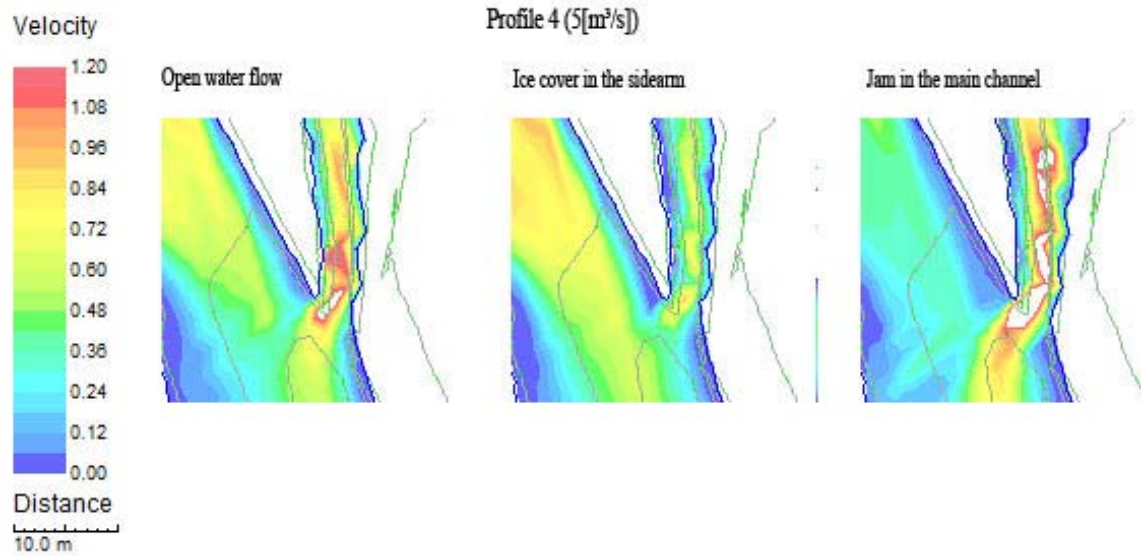 Profile 4 (5[m³/s])
Velocity
Open water flow
Ice cover in the sidearm
Jam in the main channel
1.20
1.08
0.96
0.84
0.72
0.60
0.48
0.36
0.24
0.12
0.00
Distance
10.0 m